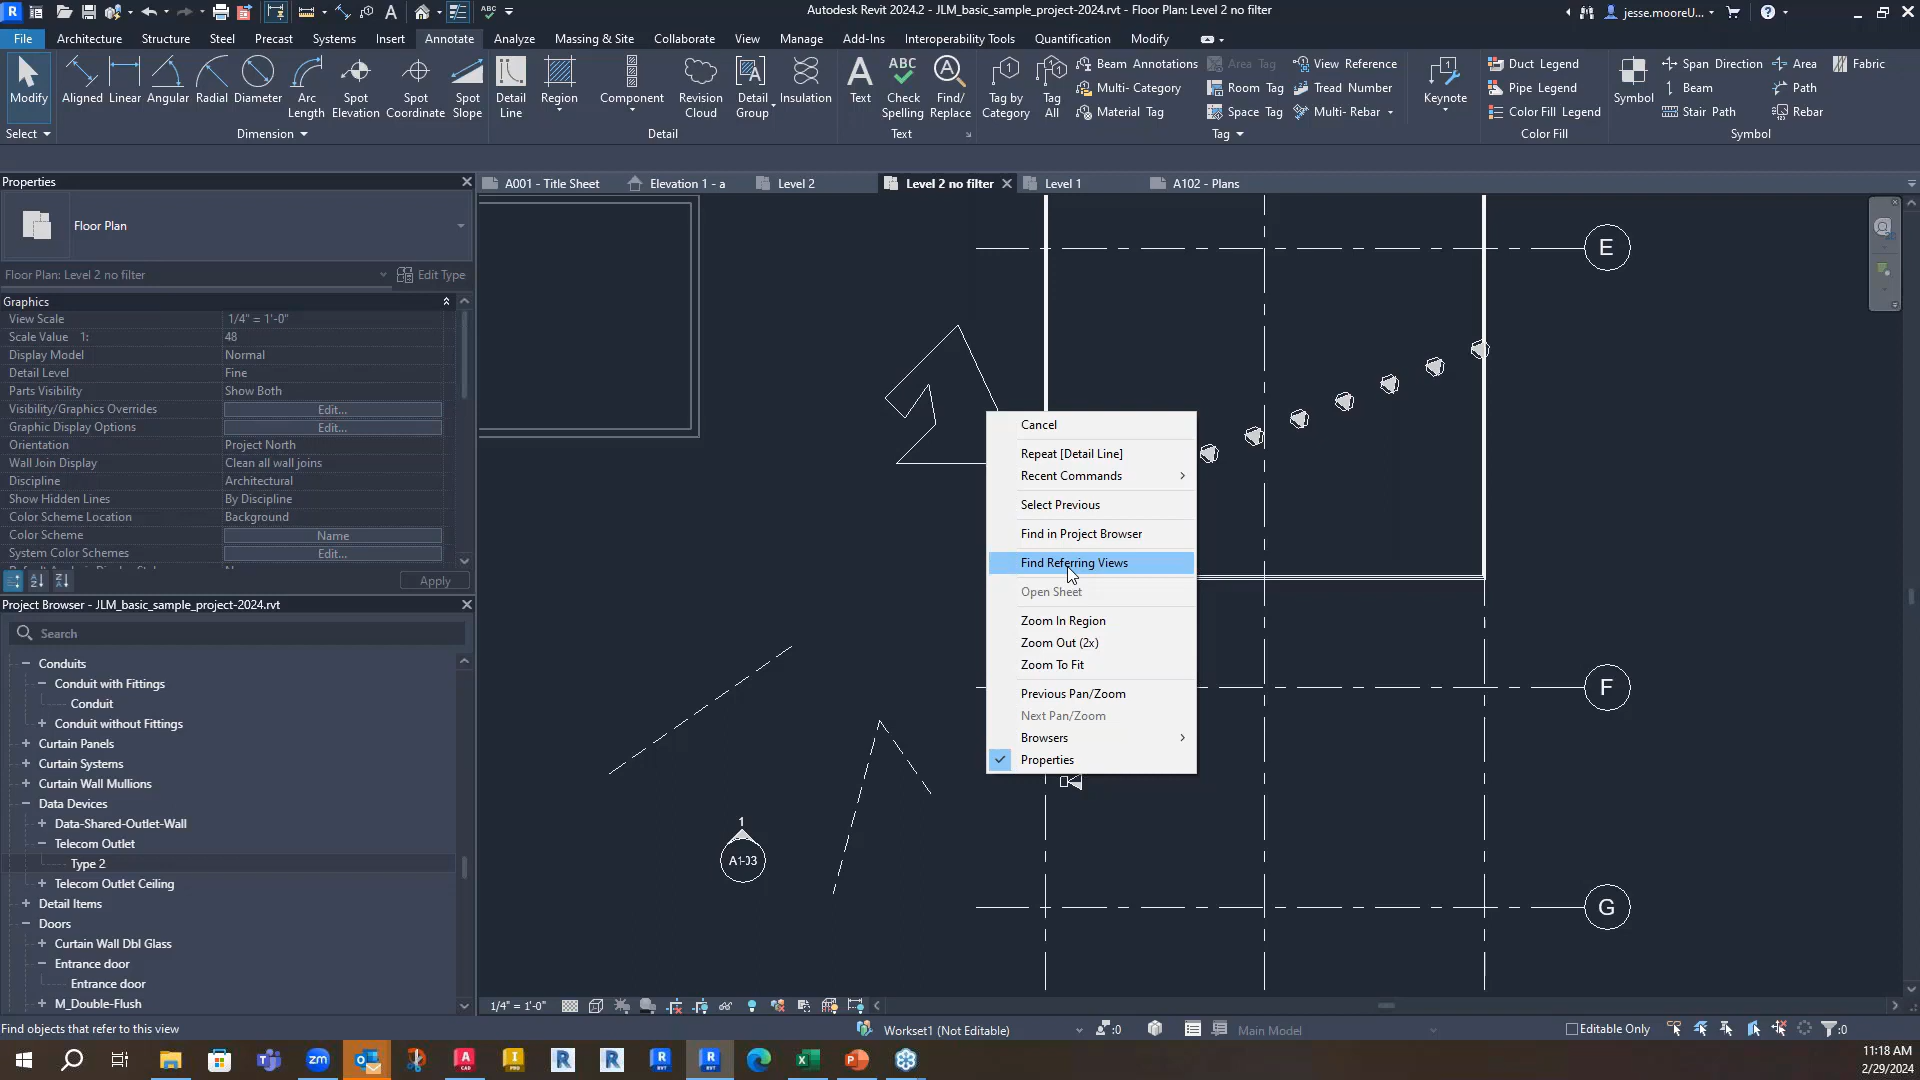 Autodesk Revit 2024.2 - JLM_basic_sample_project-2024.rvt - Floor Plan: Level 2 no filter
jesse.mooreU...
File Architecture Structure Steel Precast Systems Insert Annotate Analyze Massing & Site Collaborate View Manage Add-Ins Interoperability Tools Quantification Modify
Modify
Aligned Linear Angular Radial Diameter Arc Length Spot Elevation Spot Coordinate Spot Slope
Detail Line Region Component Revision Cloud Detail Group Insulation
Text Check Spelling Find/ Replace
Tag by Category Tag All
Beam Annotations Area Tag View Reference
Multi- Category Room Tag Tread Number
Material Tag Space Tag Multi- Rebar
Keynote
Duct Legend
Pipe Legend
Color Fill Legend
Symbol
Span Direction Area Fabric
Beam Path
Stair Path Rebar
Select Dimension Detail Text Tag Color Fill Symbol
Properties
A001 - Title Sheet Elevation 1 - a Level 2 Level 2 no filter Level 1 A102 - Plans
Floor Plan
Floor Plan: Level 2 no filter Edit Type
Graphics
View Scale 1/4" = 1'-0"
Scale Value 1: 48
Display Model Normal
Detail Level Fine
Parts Visibility Show Both
Visibility/Graphics Overrides Edit...
Graphic Display Options Edit...
Orientation Project North
Wall Join Display Clean all wall joins
Discipline Architectural
Show Hidden Lines By Discipline
Color Scheme Location Background
Color Scheme Name
System Color Schemes Edit...
Apply
Project Browser - JLM_basic_sample_project-2024.rvt
Search
Conduits
Conduit with Fittings
Conduit
Conduit without Fittings
Curtain Panels
Curtain Systems
Curtain Wall Mullions
Data Devices
Data-Shared-Outlet-Wall
Telecom Outlet
Type 2
Telecom Outlet Ceiling
Detail Items
Doors
Curtain Wall Dbl Glass
Entrance door
Entrance door
M_Double-Flush
E
F
G
1
Cancel
Repeat [Detail Line]
Recent Commands
Select Previous
Find in Project Browser
Find Referring Views
Open Sheet
Zoom In Region
Zoom Out (2x)
Zoom To Fit
Previous Pan/Zoom
Next Pan/Zoom
Browsers
Properties
1/4" = 1'-0"
Find objects that refer to this view
Workset1 (Not Editable)
:0
Main Model
Editable Only
:0
11:18 AM
2/29/2024